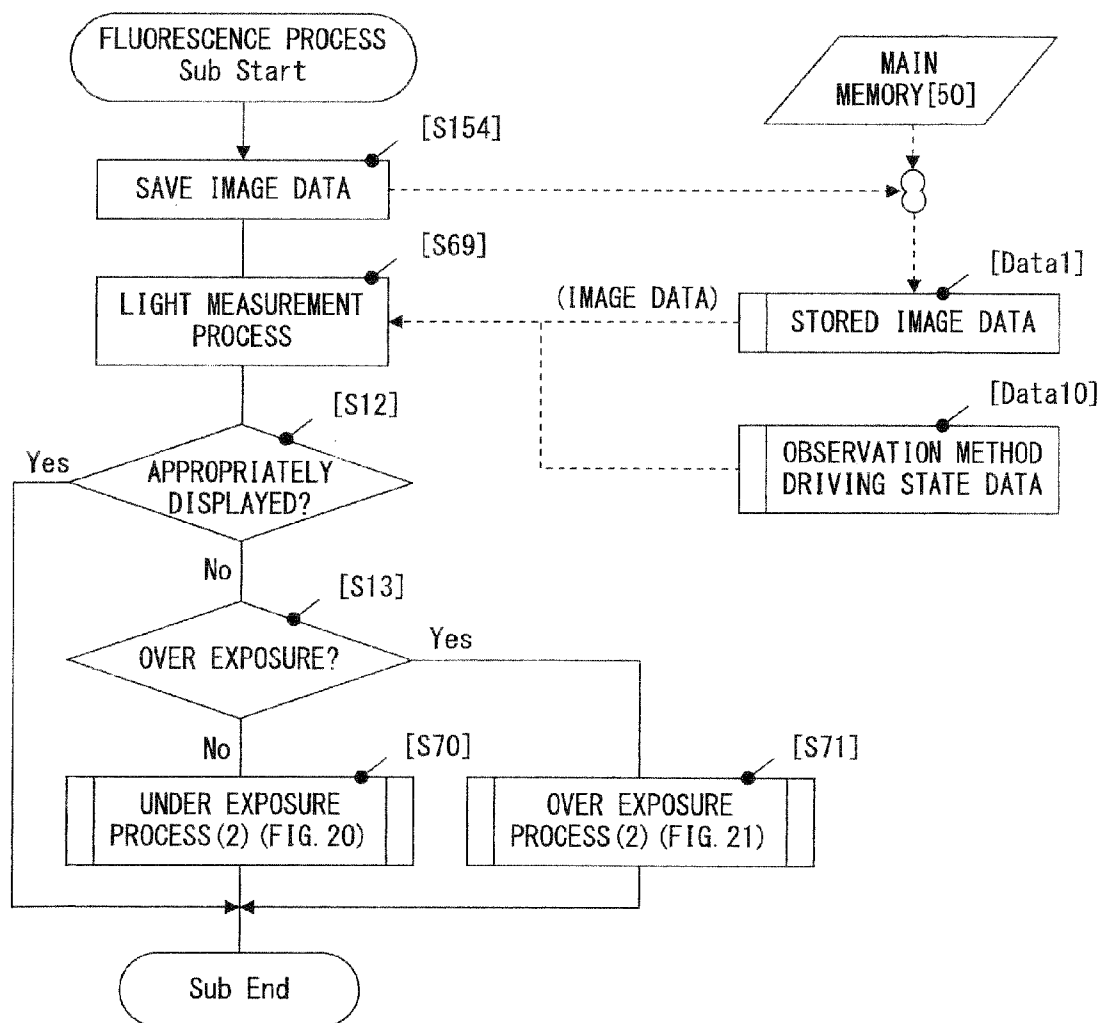 FLUORESCENCE PROCESS
Sub Start
MAIN
MEMORY[50]
[S154]
SAVE IMAGE DATA
[S69]
LIGHT MEASUREMENT
PROCESS
(IMAGE DATA)
[Data1]
STORED IMAGE DATA
[Data10]
OBSERVATION METHOD
DRIVING STATE DATA
[S12]
Yes
APPROPRIATELY
DISPLAYED?
No
[S13]
OVER EXPOSURE?
Yes
No
[S70]
UNDER EXPOSURE
PROCESS(2)(FIG.20)
[S71]
OVER EXPOSURE
PROCESS(2)(FIG.21)
Sub End